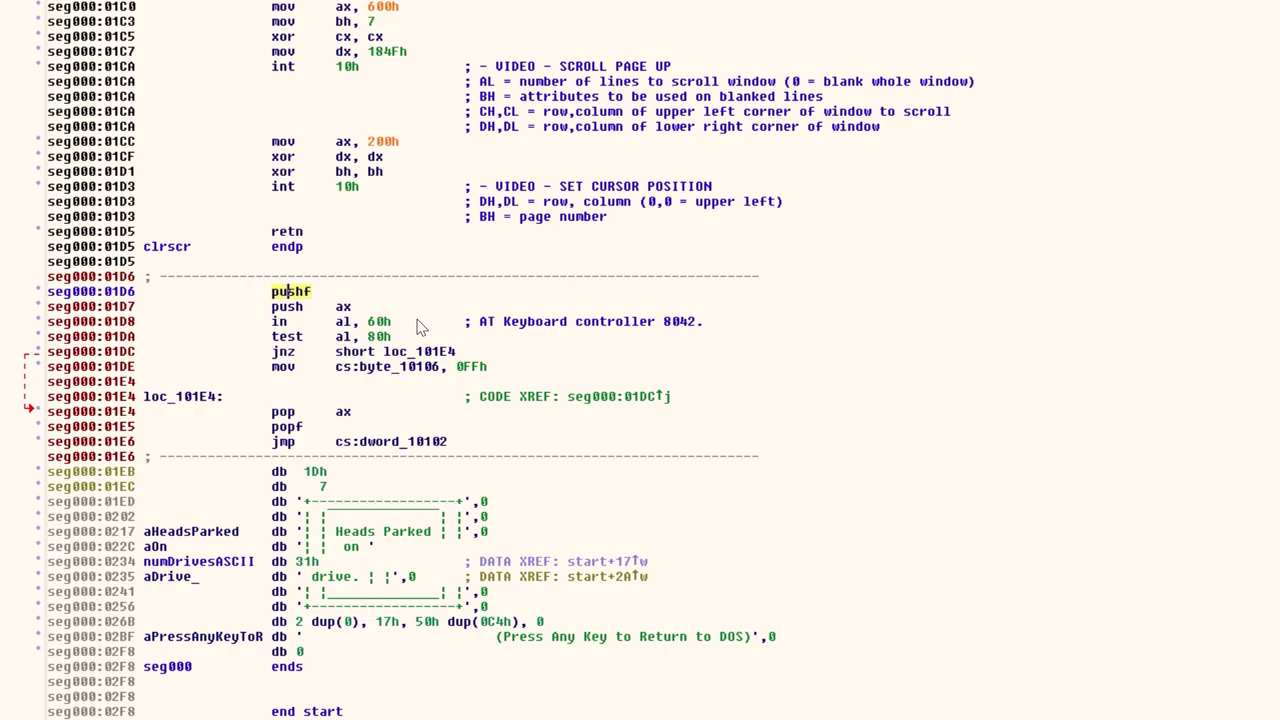 seg000:01C0 mov ax, 600h
seg000:01C3 mov bh, 7
seg000:01C5 xor cx, cx
seg000:01C7 mov dx, 184Fh
seg000:01CA int 10h ; - VIDEO - SCROLL PAGE UP
seg000:01CA ; AL = number of lines to scroll window (0 = blank whole window)
seg000:01CA ; BH = attributes to be used on blanked lines
seg000:01CA ; CH,CL = row,column of upper left corner of window to scroll
seg000:01CA ; DH,DL = row,column of lower right corner of window
seg000:01CC mov ax, 200h
seg000:01CF xor dx, dx
seg000:01D1 xor bh, bh
seg000:01D3 int 10h ; - VIDEO - SET CURSOR POSITION
seg000:01D3 ; DH,DL = row, column (0,0 = upper left)
seg000:01D3 ; BH = page number
seg000:01D5 retn
seg000:01D5 clrscr endp
seg000:01D5
seg000:01D6 ; ---------------------------------------------------------------------------
seg000:01D6 pushf
seg000:01D7 push ax
seg000:01D8 in al, 60h ; AT Keyboard controller 8042.
seg000:01DA test al, 80h
seg000:01DC jnz short loc_101E4
seg000:01DE mov cs:byte_10106, 0FFh
seg000:01E4
seg000:01E4 loc_101E4: ; CODE XREF: seg000:01DC↑j
seg000:01E4 pop ax
seg000:01E5 popf
seg000:01E6 jmp cs:dword_10102
seg000:01E6 ; ---------------------------------------------------------------------------
seg000:01EB db 1Dh
seg000:01EC db 7
seg000:01ED db '+------------------+',0
seg000:0202 db '¦ ¦‾‾‾‾‾‾‾‾‾‾‾‾‾‾¦ ¦',0
seg000:0217 aHeadsParked db '¦ ¦ Heads Parked ¦ ¦',0
seg000:022C aOn db '¦ ¦  on '
seg000:0234 numDrivesASCII db 31h ; DATA XREF: start+17↑w
seg000:0235 aDrive_ db ' drive. ¦ ¦',0 ; DATA XREF: start+2A↑w
seg000:0241 db '¦ ¦______________¦ ¦',0
seg000:0256 db '+------------------+',0
seg000:026B db 2 dup(0), 17h, 50h dup(0C4h), 0
seg000:02BF aPressAnyKeyToR db '                         (Press Any Key to Return to DOS)',0
seg000:02F8 db 0
seg000:02F8 seg000 ends
seg000:02F8
seg000:02F8
seg000:02F8 end start